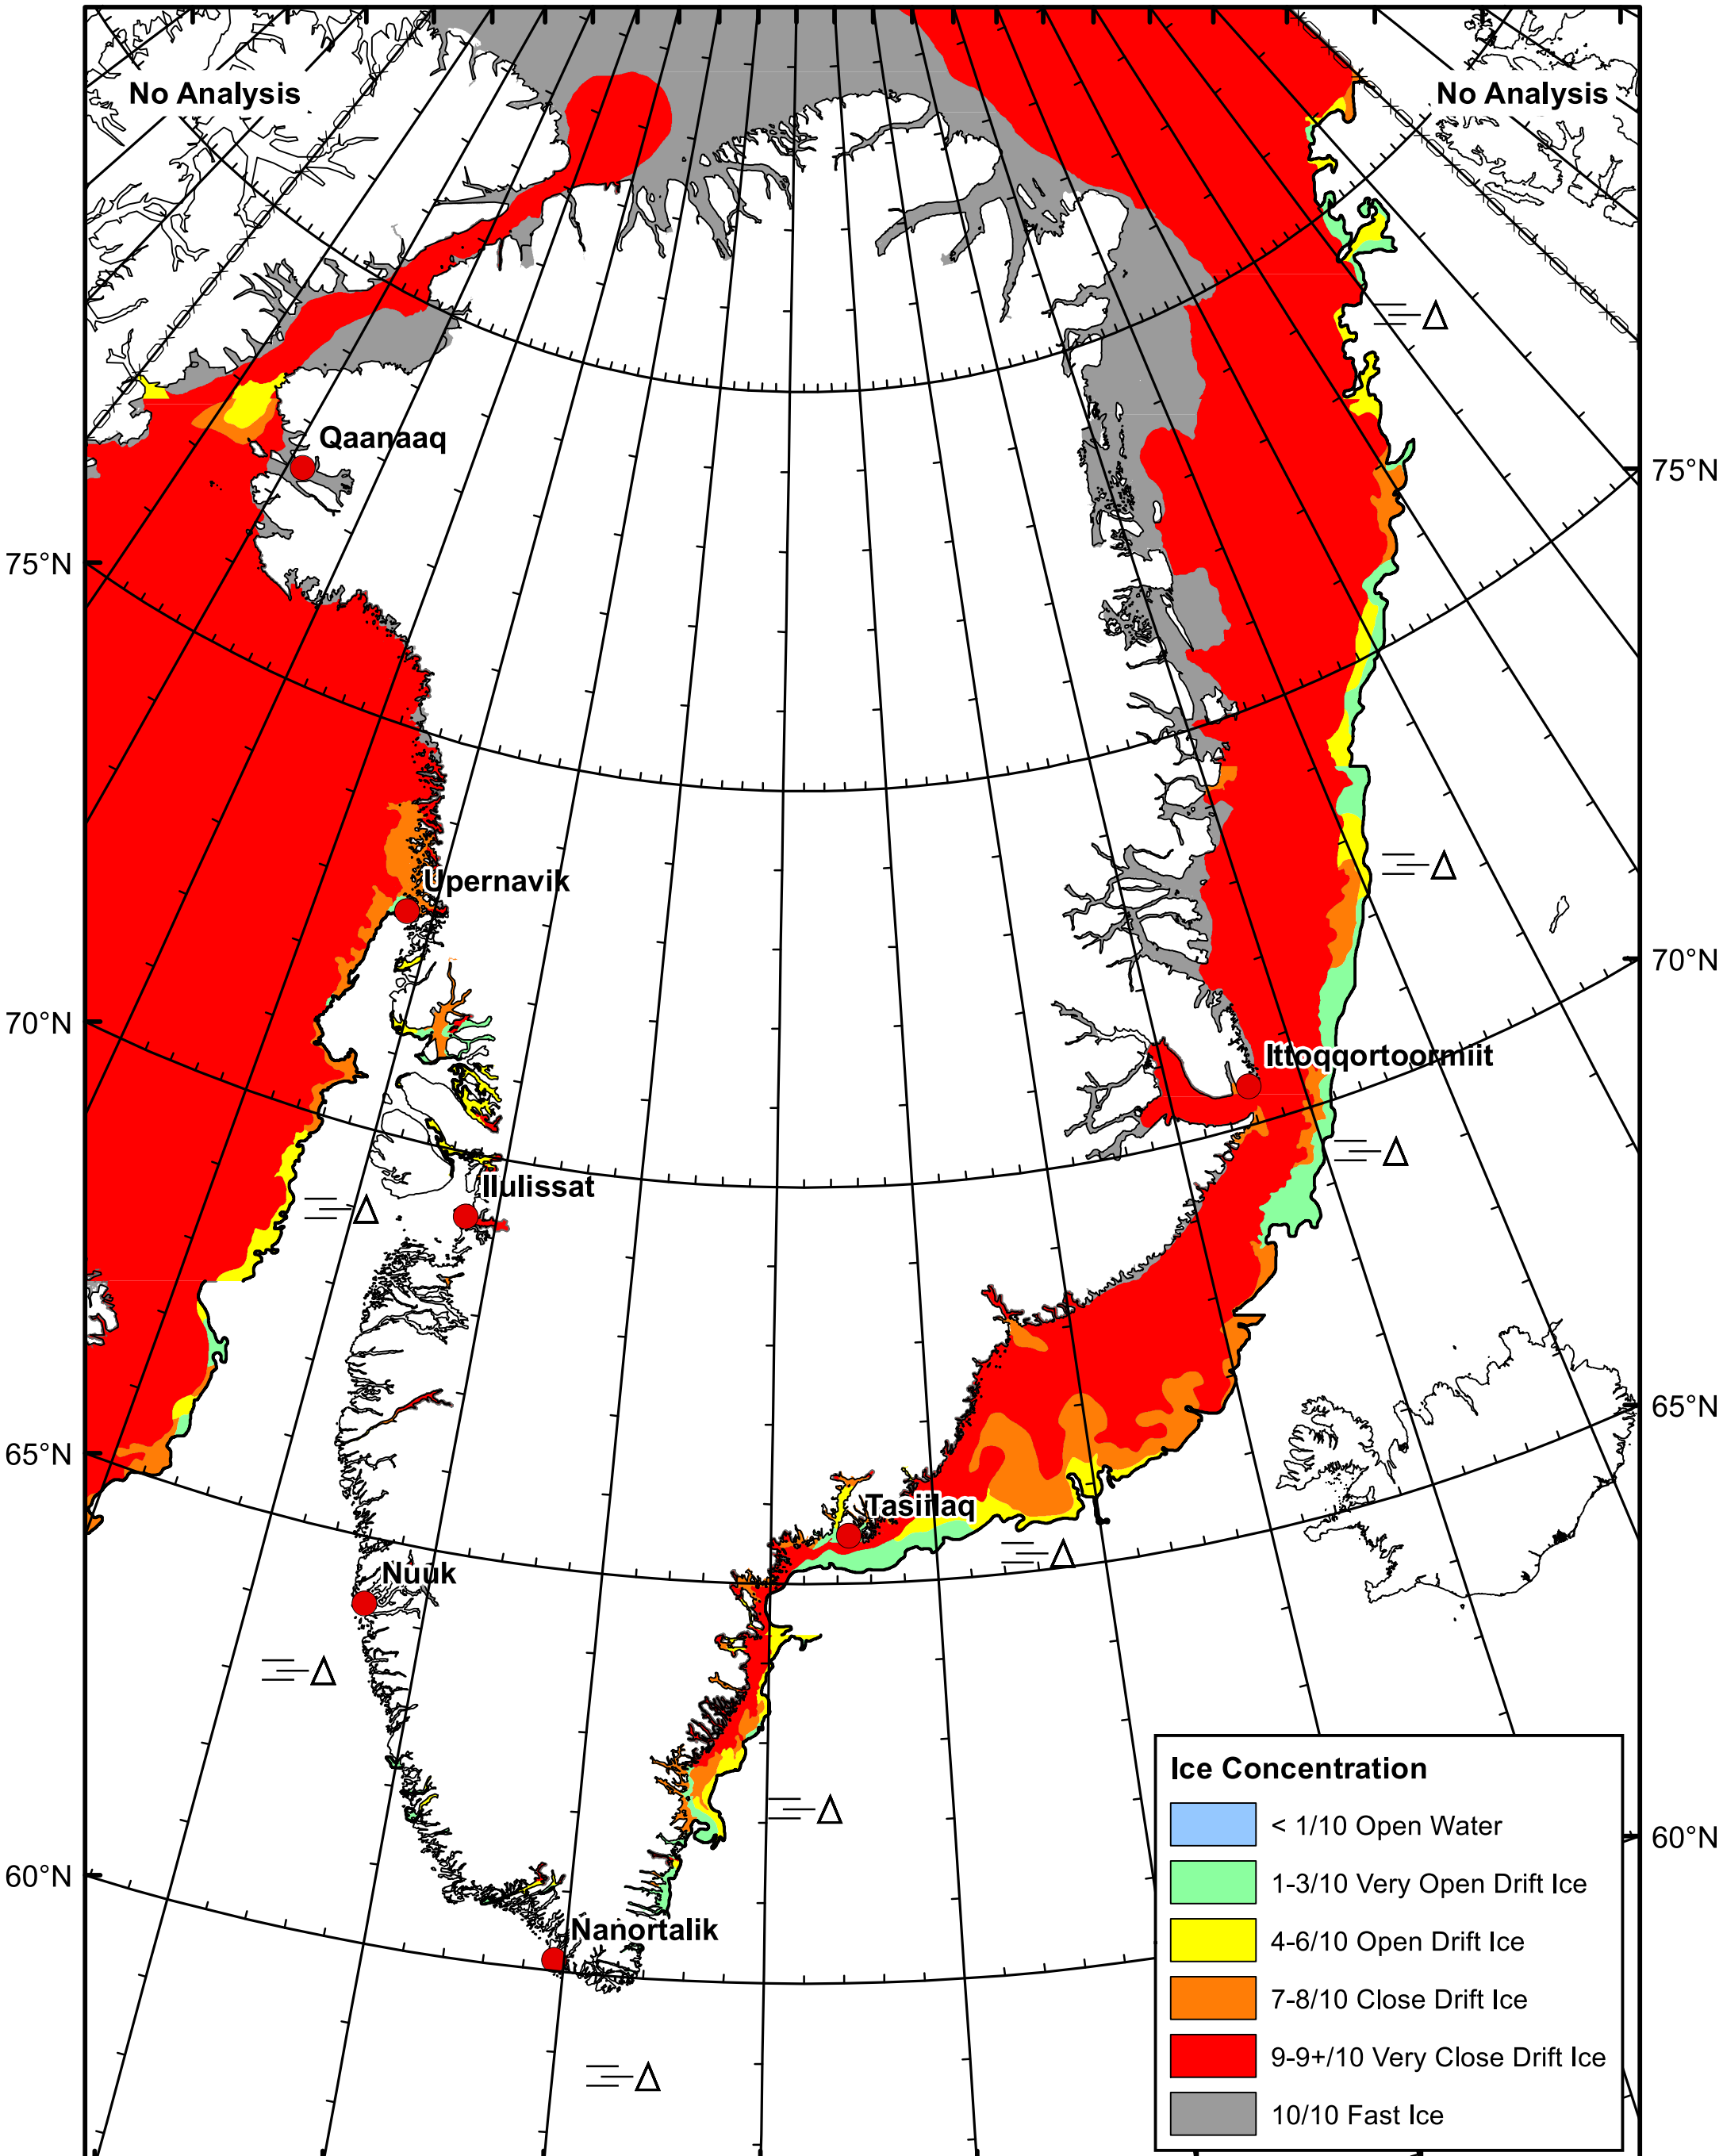 No Analysis
No Analysis
Qaanaaq
75°N
75°N
Upernavik
70°N
70°N
Ittoqqortoormiit
Ilulissat
65°N
65°N
Tasiilaq
Nuuk
Ice Concentration
< 1/10 Open Water
60°N
1-3/10 Very Open Drift Ice
60°N
4-6/10 Open Drift Ice
Nanortalik
7-8/10 Close Drift Ice
9-9+/10 Very Close Drift Ice
10/10 Fast Ice